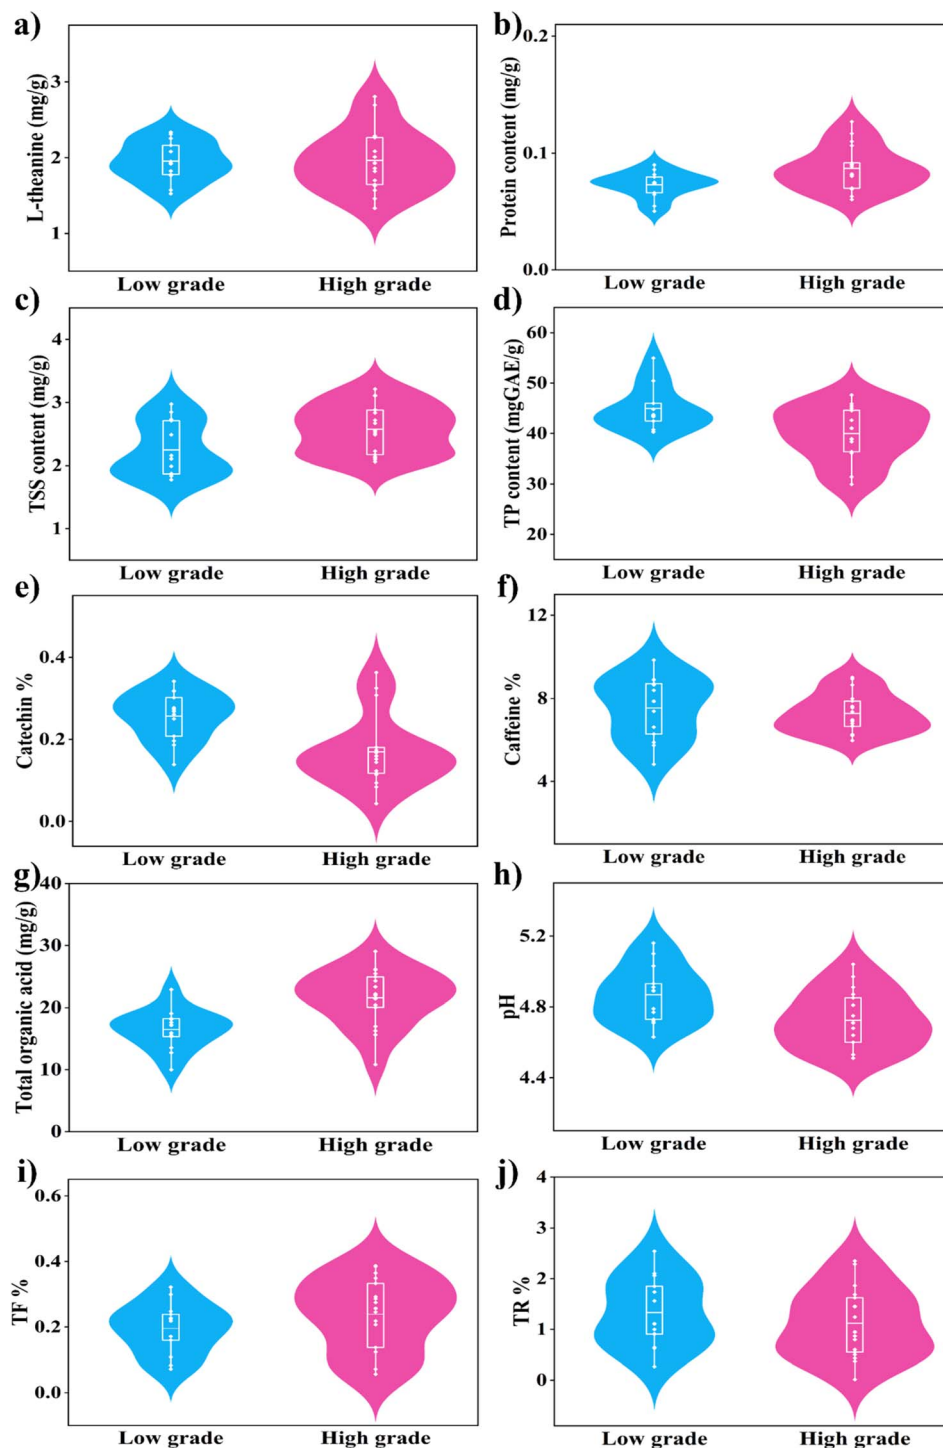 a)
L-theanine (mg/g)
3
2
1
Low grade High grade
b)
Protein content (mg/g)
0.2
0.1
0.0
Low grade High grade
c)
TSS content (mg/g)
4
3
2
1
Low grade High grade
d)
TP content (mgGAE/g)
60
50
40
30
20
Low grade High grade
e)
Catechin %
0.4
0.2
0.0
Low grade High grade
f)
Caffeine %
12
8
4
Low grade High grade
g)
Total organic acid (mg/g)
40
30
20
10
0
Low grade High grade
h)
pH
5.2
4.8
4.4
Low grade High grade
i)
TF %
0.6
0.4
0.2
0.0
Low grade High grade
j)
TR %
4
3
2
1
0
Low grade High grade